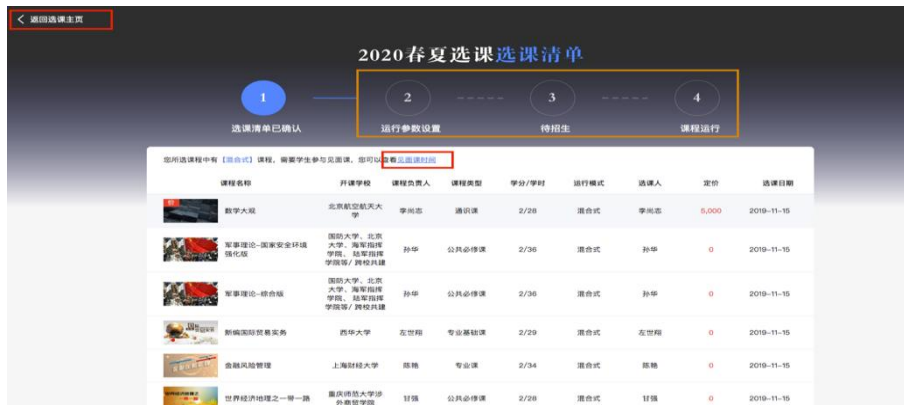 返回选课主页
2020春夏选课选课清单
1
2
3
4
选课清单已确认
运行参数设置
待招生
课程运行
您所选课程中有【混合式】课程，需要学生参与见面课，您可以查看见面课时间
课程名称 开课学校 课程负责人 课程类型 学分/学时 运行模式 选课人 定价 选课日期
数学大观 北京航空航天大 李尚志 通识课 2/28 混合式 李尚志 5,000 2019-11-15
学
国防大学、北京
军事理论-国家安全环境 大学、海军指挥 孙华 公共必修课 2/36 混合式 孙华 0 2019-11-15
强化版 学院、陆军指挥
学院等/ 跨校共建
国防大学、北京
军事理论-综合版 大学、海军指挥 孙华 公共必修课 2/36 混合式 孙华 0 2019-11-15
学院、陆军指挥
学院等/ 跨校共建
新编国际贸易实务 西华大学 左世翔 专业基础课 2/29 混合式 左世翔 0 2019-11-15
金融风险管理 上海财经大学 陈艳 专业课 2/34 混合式 陈艳 0 2019-11-15
世界经济地理之一带一路 重庆师范大学涉 甘强 公共必修课 2/28 混合式 甘强 0 2019-11-15
外商贸学院